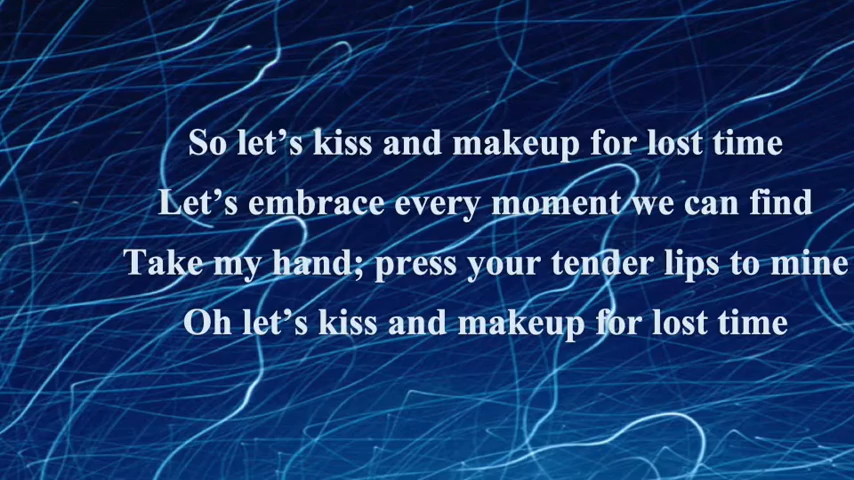 So let’s kiss and makeup for lost time
Let’s embrace every moment we can find
Take my hand; press your tender lips to mine
Oh let’s kiss and makeup for lost time